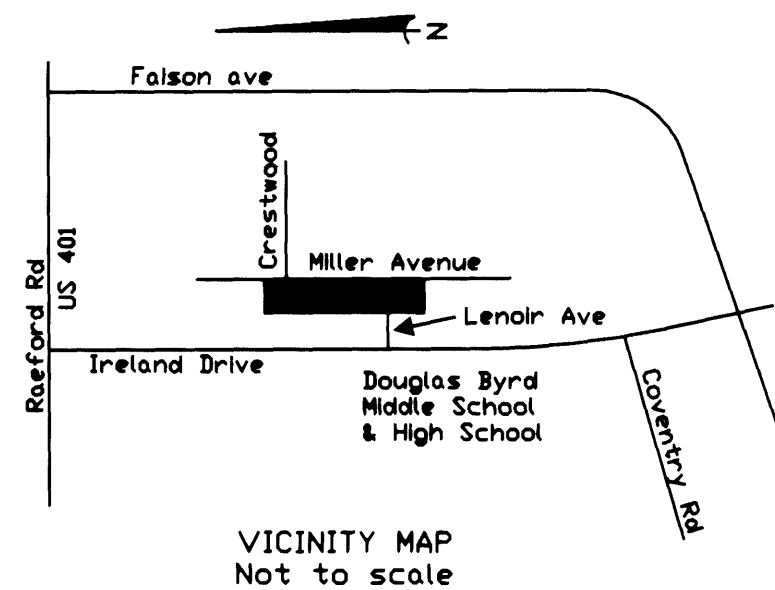 N
Faison ave
Crestwood
Miller Avenue
US 401
Raeford Rd
Lenoir Ave
Ireland Drive
Douglas Byrd
Middle School
& High School
Coventry Rd
VICINITY MAP
Not to scale